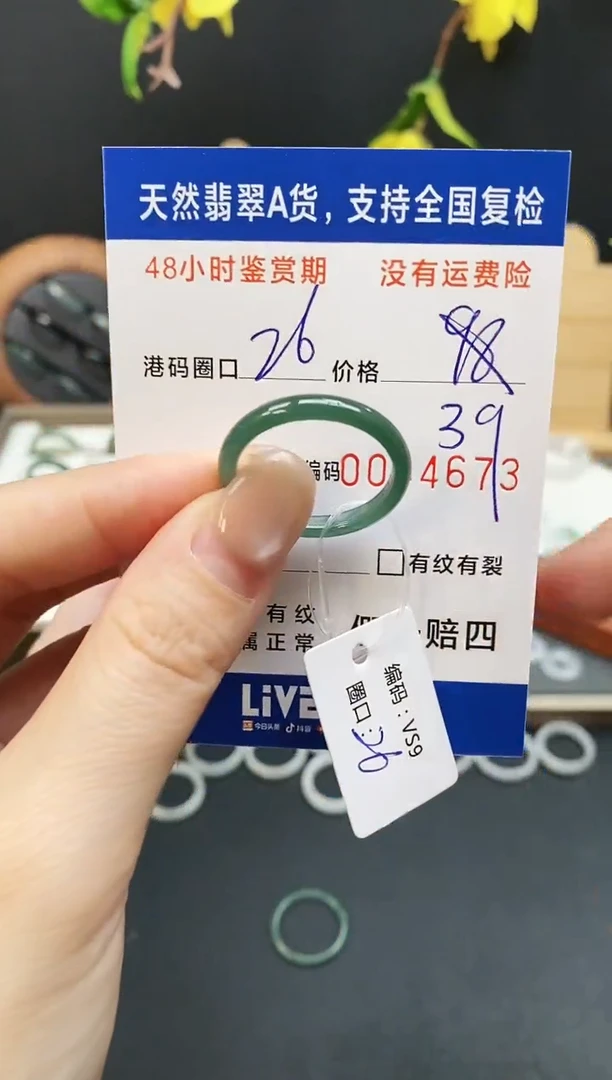 天然翡翠A货，支持全国复检
48小时鉴赏期 没有运费险
港码圈口 26 价格 98
39
编码 00 4673
□有纹有裂
有纹
属正常 赔四
LiVE
今日头条 抖音
编码：VS9
圈口：26